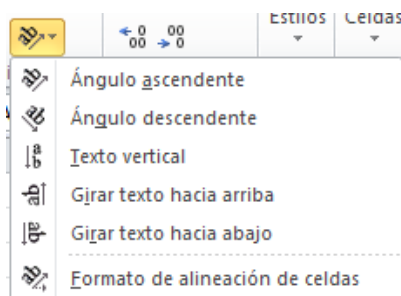 Estilos Celdas
Ángulo ascendente
Ángulo descendente
Texto vertical
Girar texto hacia arriba
Girar texto hacia abajo
Formato de alineación de celdas